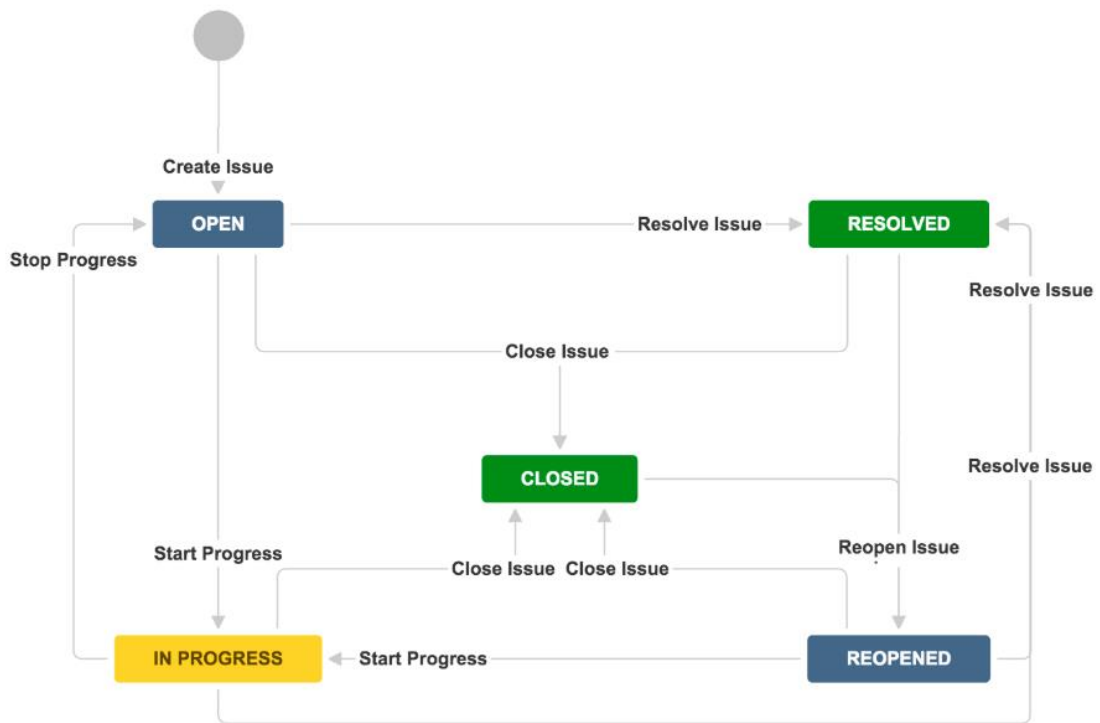 Create Issue
OPEN
Resolve Issue
RESOLVED
Stop Progress
Resolve Issue
Close Issue
Resolve Issue
CLOSED
Start Progress
Reopen Issue
Close Issue
Close Issue
IN PROGRESS
Start Progress
REOPENED